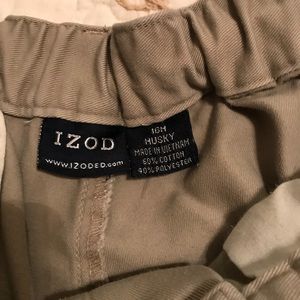 IZOD
www.IZODED.com
16H
HUSKY
MADE IN VIETNAM
60% COTTON
40% POLYESTER